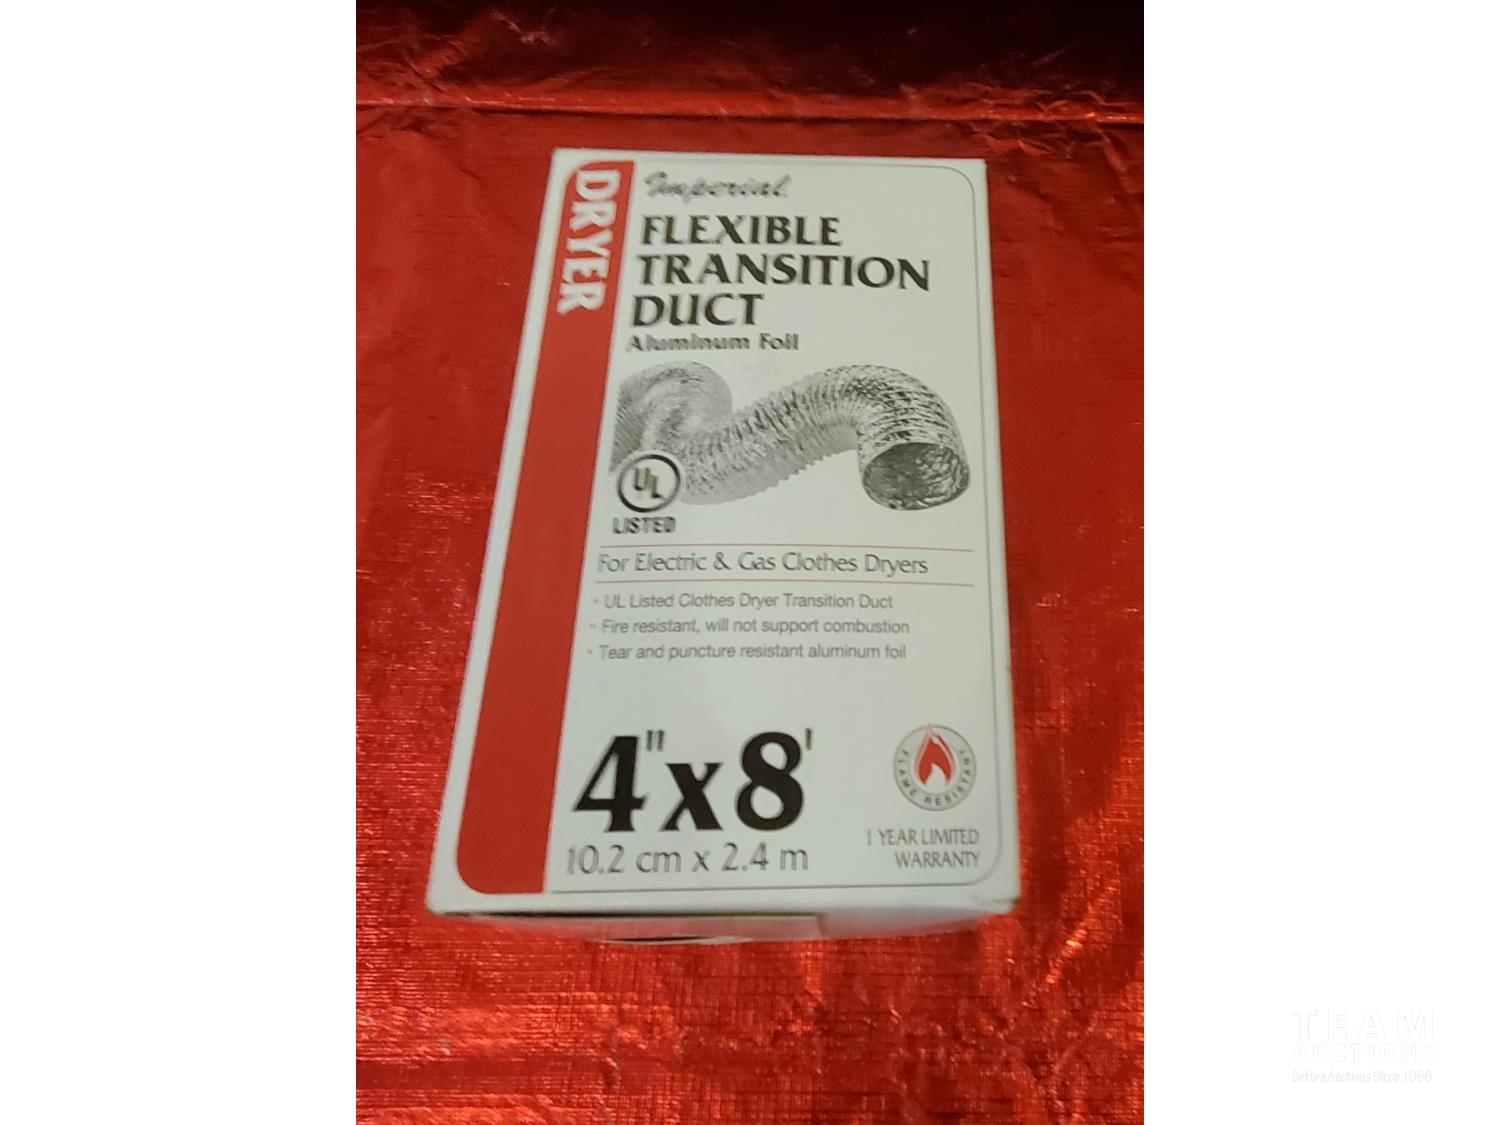 DRYER
Imperial
FLEXIBLE
TRANSITION
DUCT
Aluminum Foil
UL
LISTED
For Electric & Gas Clothes Dryers
• UL Listed Clothes Dryer Transition Duct
• Fire resistant, will not support combustion
• Tear and puncture resistant aluminum foil
4"x8'
10.2 cm x 2.4 m
FLAME RESISTANT
1 YEAR LIMITED
WARRANTY
TEAM
AUCTIONS
Sekura Auctions Since 1966